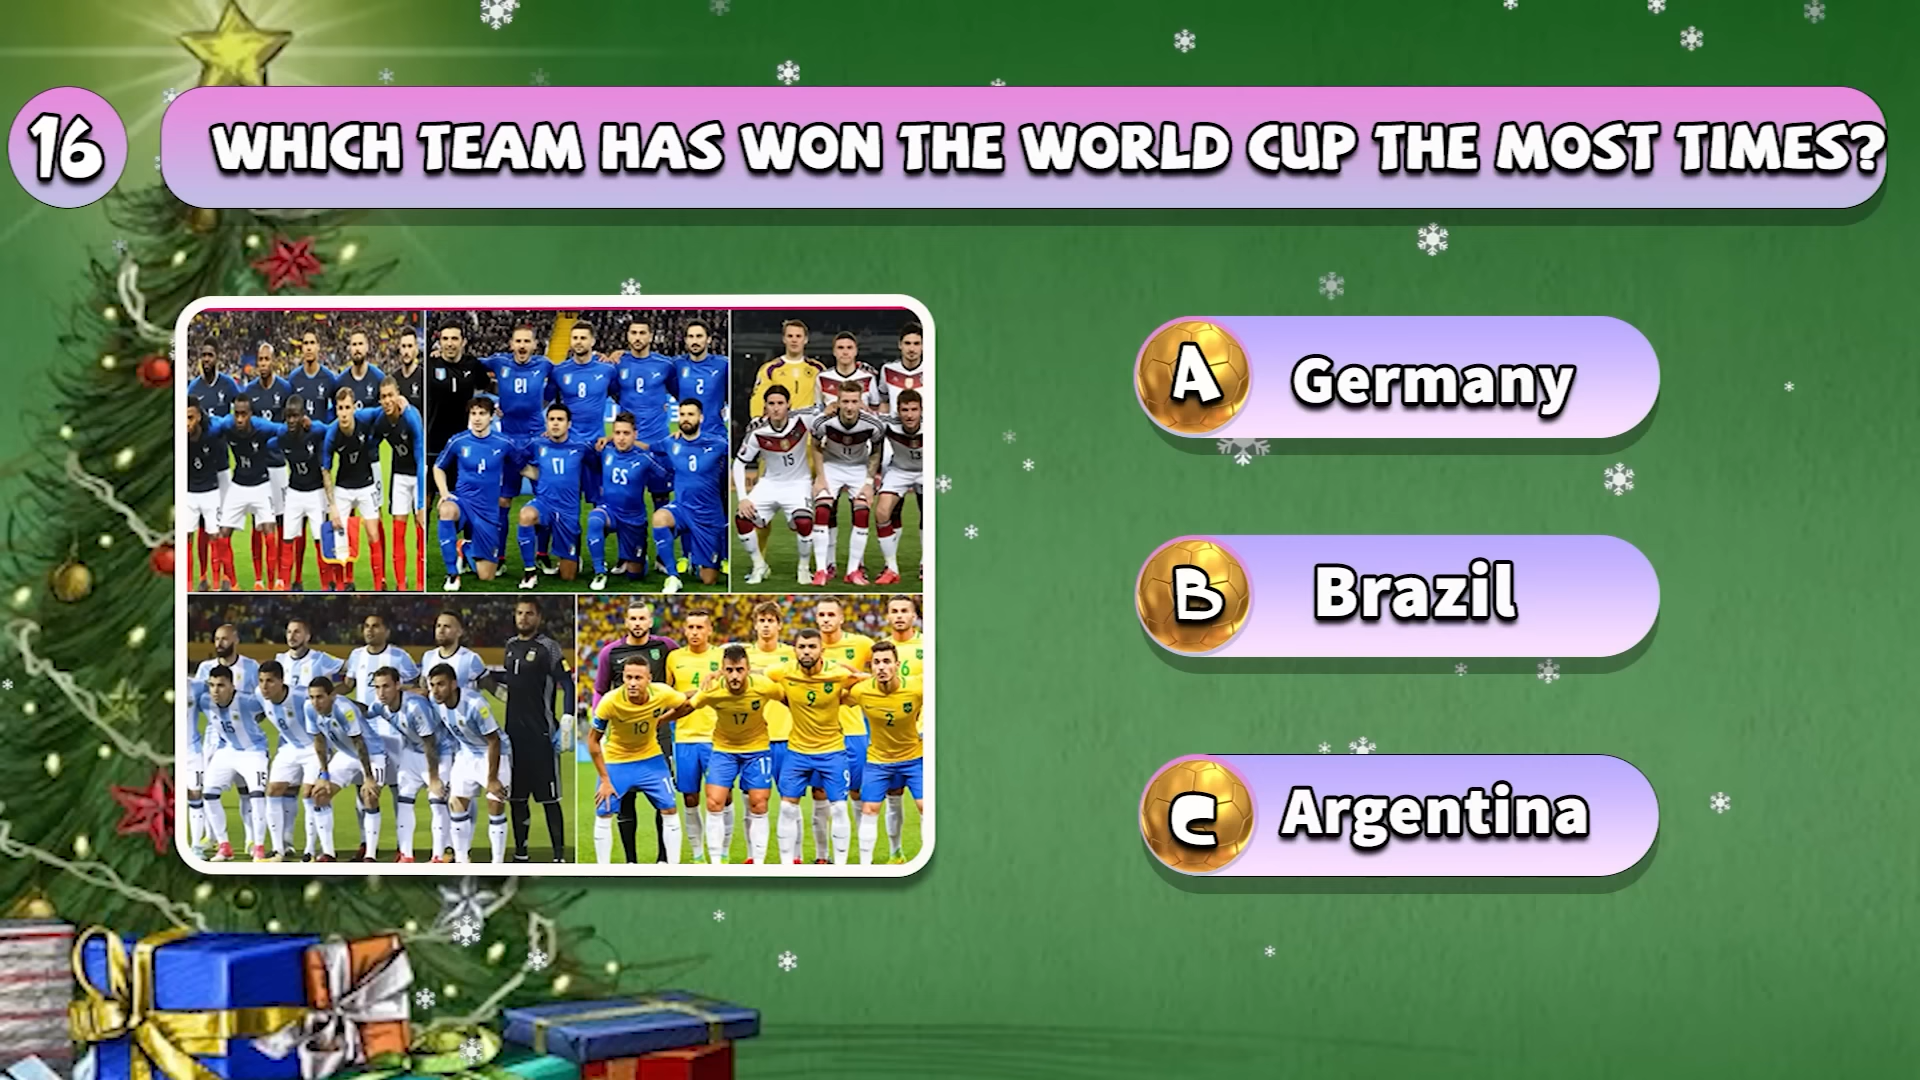 16
WHICH TEAM HAS WON THE WORLD CUP THE MOST TIMES?
A Germany
B Brazil
C Argentina